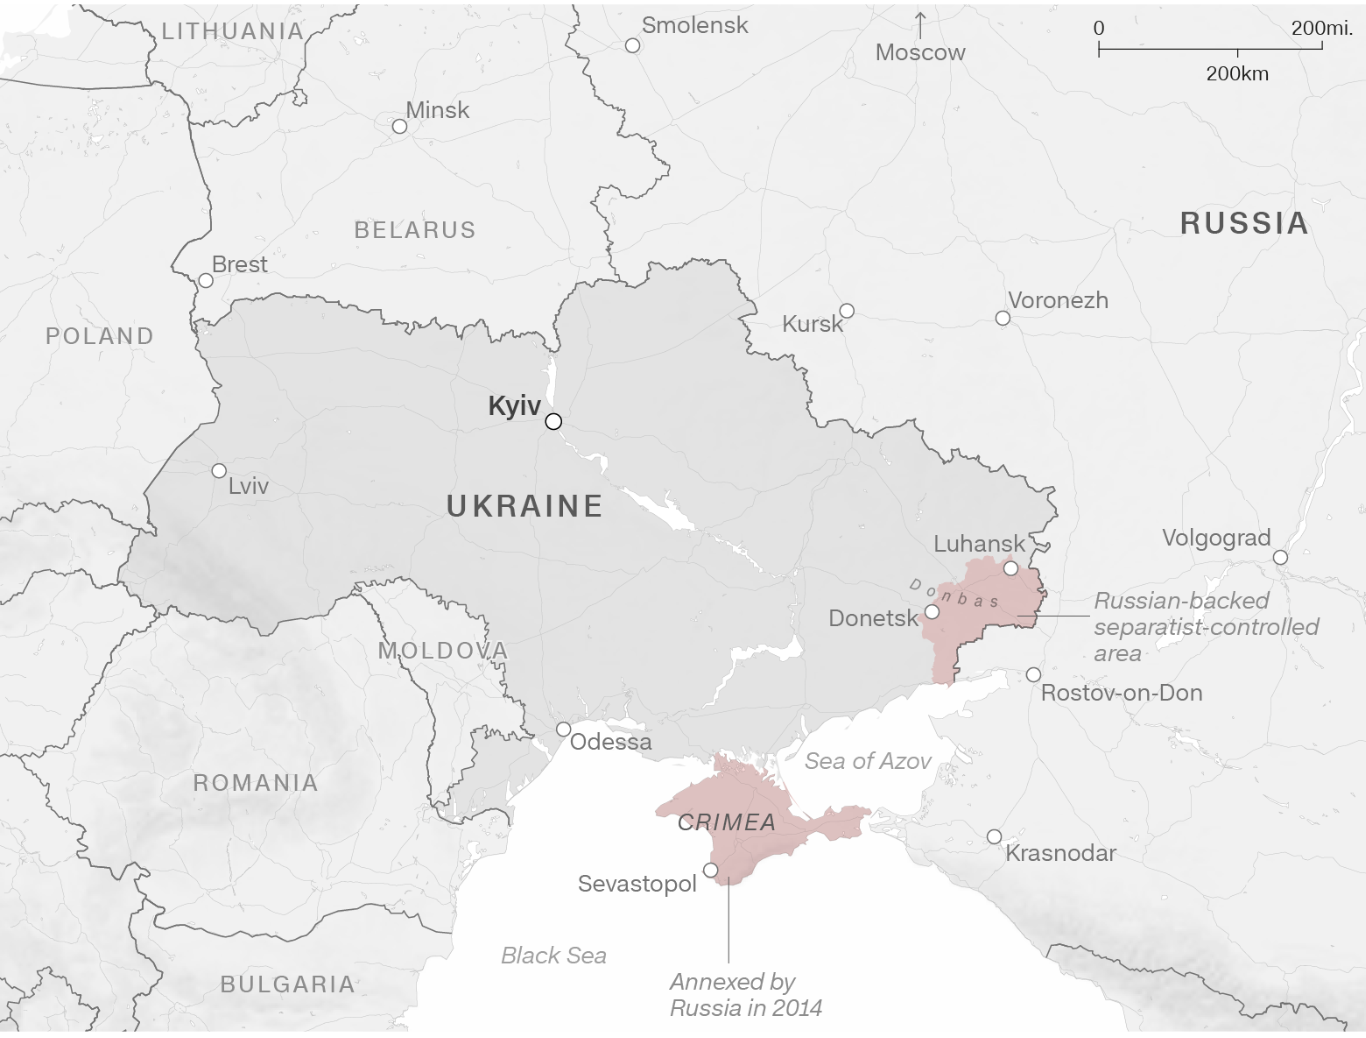 LITHUANIA
Smolensk
Moscow
0
200mi.
200km
Minsk
BELARUS
RUSSIA
Brest
Voronezh
Kursk
POLAND
Kyiv
Lviv
UKRAINE
Volgograd
Luhansk
Donbas
Donetsk
Russian-backed
separatist-controlled
area
MOLDOVA
Rostov-on-Don
Odessa
Sea of Azov
ROMANIA
CRIMEA
Krasnodar
Sevastopol
Black Sea
BULGARIA
Annexed by
Russia in 2014